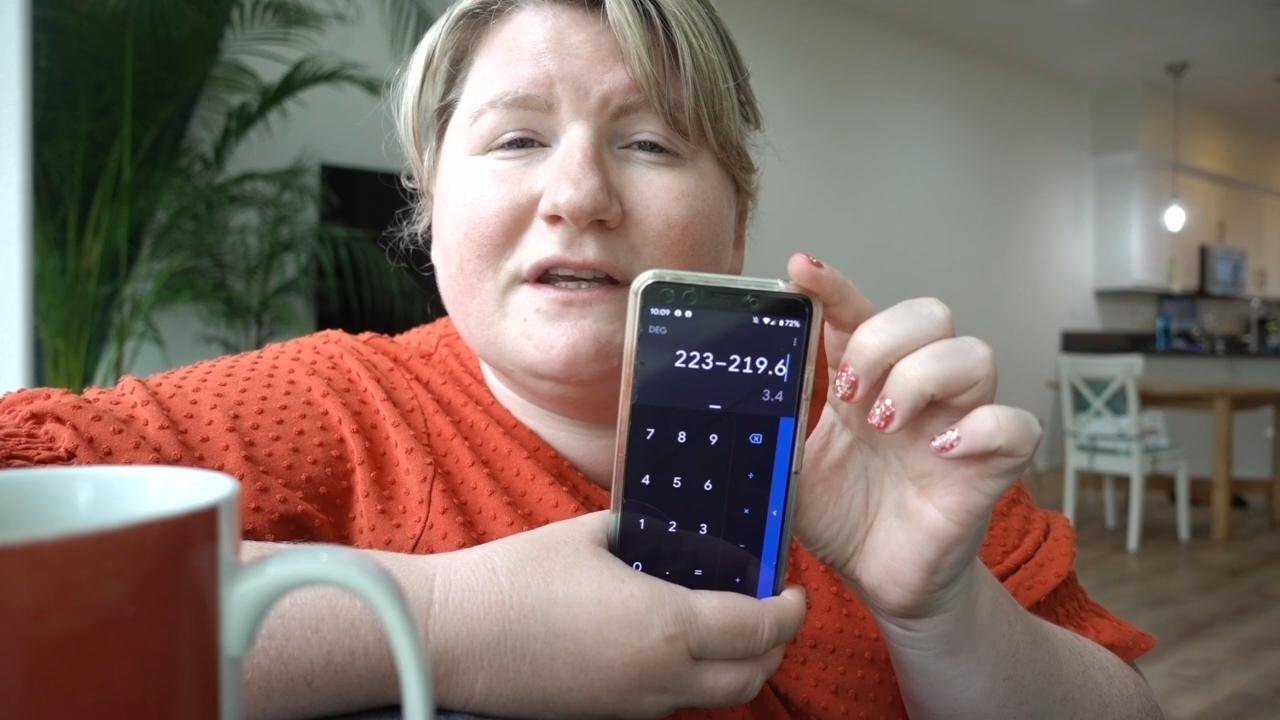 10:09 72%
DEG
223−219.6
3.4
7 8 9
÷
4 5 6
×
1 2 3
−
0 . = +